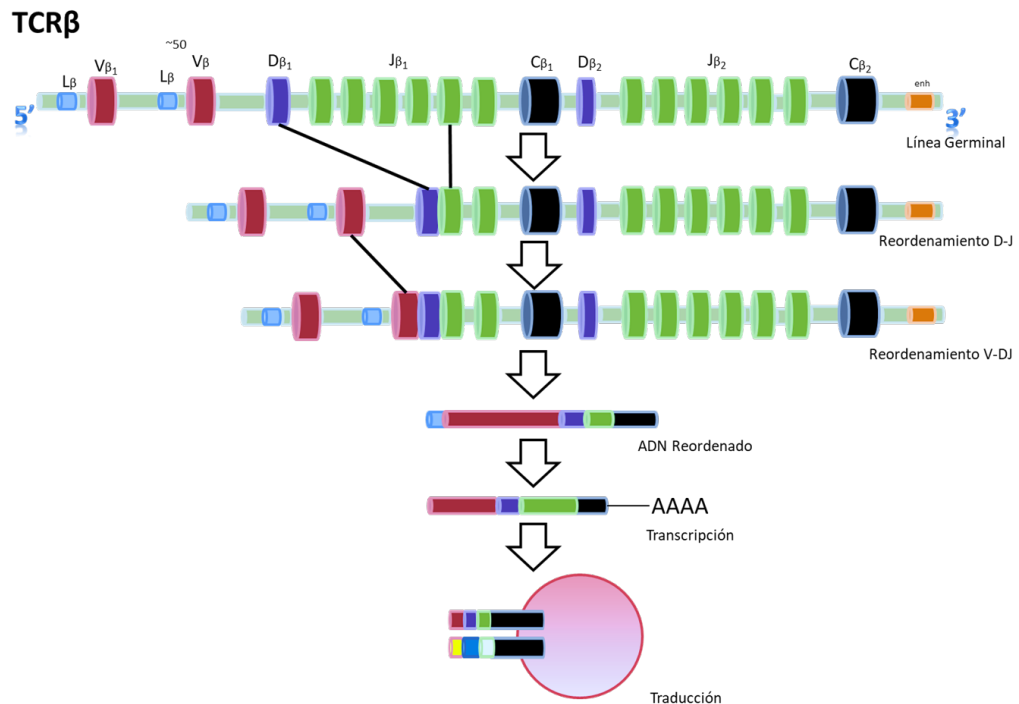 TCRβ
~50
Lβ Vβ1 Lβ Vβ Dβ1 Jβ1 Cβ1 Dβ2 Jβ2 Cβ2 enh
5’ 3’
Línea Germinal
Reordenamiento D-J
Reordenamiento V-DJ
ADN Reordenado
AAAA
Transcripción
Traducción